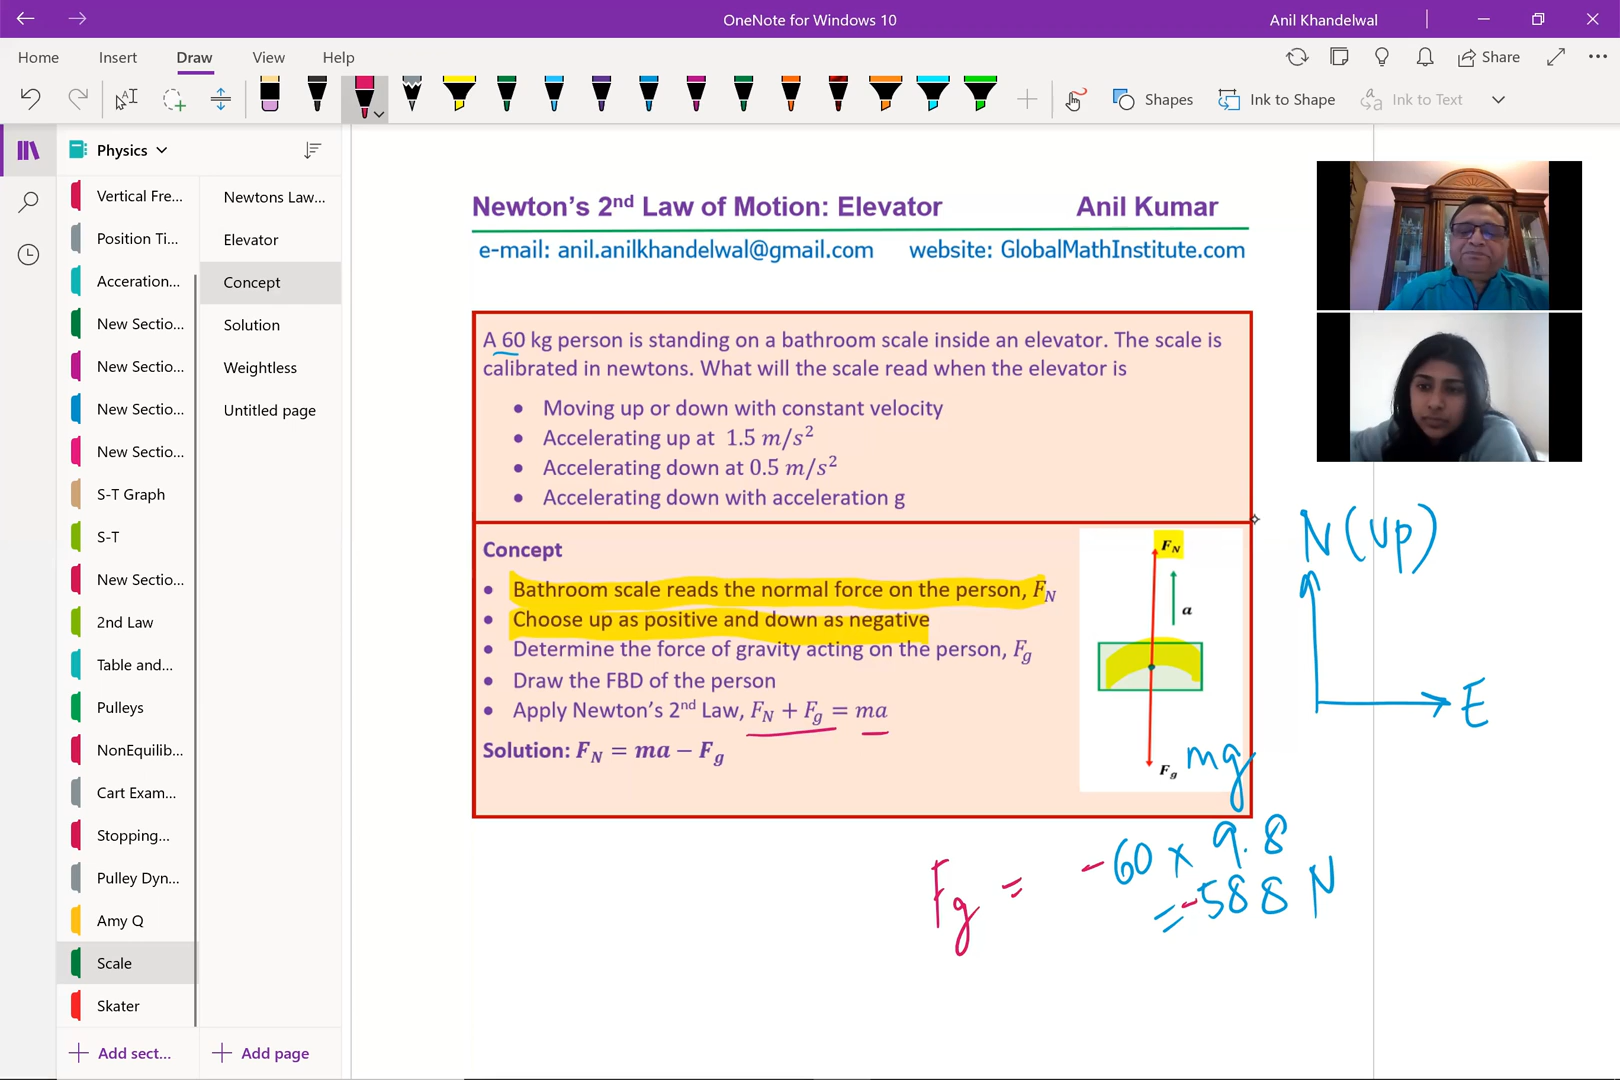 OneNote for Windows 10
Anil Khandelwal
Home Insert Draw View Help
Share
Shapes
Ink to Shape
Ink to Text
Physics
Vertical Fre...
Position Ti...
Acceration...
New Sectio...
New Sectio...
New Sectio...
New Sectio...
S-T Graph
S-T
New Sectio...
2nd Law
Table and...
Pulleys
NonEquilib...
Cart Exam...
Stopping...
Pulley Dyn...
Amy Q
Scale
Skater
Add sect...
Newtons Law...
Elevator
Concept
Solution
Weightless
Untitled page
Add page
Newton's 2nd Law of Motion: Elevator Anil Kumar
e-mail: anil.anilkhandelwal@gmail.com website: GlobalMathInstitute.com
A 60 kg person is standing on a bathroom scale inside an elevator. The scale is
calibrated in newtons. What will the scale read when the elevator is
• Moving up or down with constant velocity
• Accelerating up at 1.5 m/s²
• Accelerating down at 0.5 m/s²
• Accelerating down with acceleration g
Concept
• Bathroom scale reads the normal force on the person, F_N
• Choose up as positive and down as negative
• Determine the force of gravity acting on the person, F_g
• Draw the FBD of the person
• Apply Newton's 2nd Law, F_N + F_g = ma
Solution: F_N = ma − F_g
F_N
a
F_g mg
N (up)
E
F_g = -60 × 9.8
= -588 N